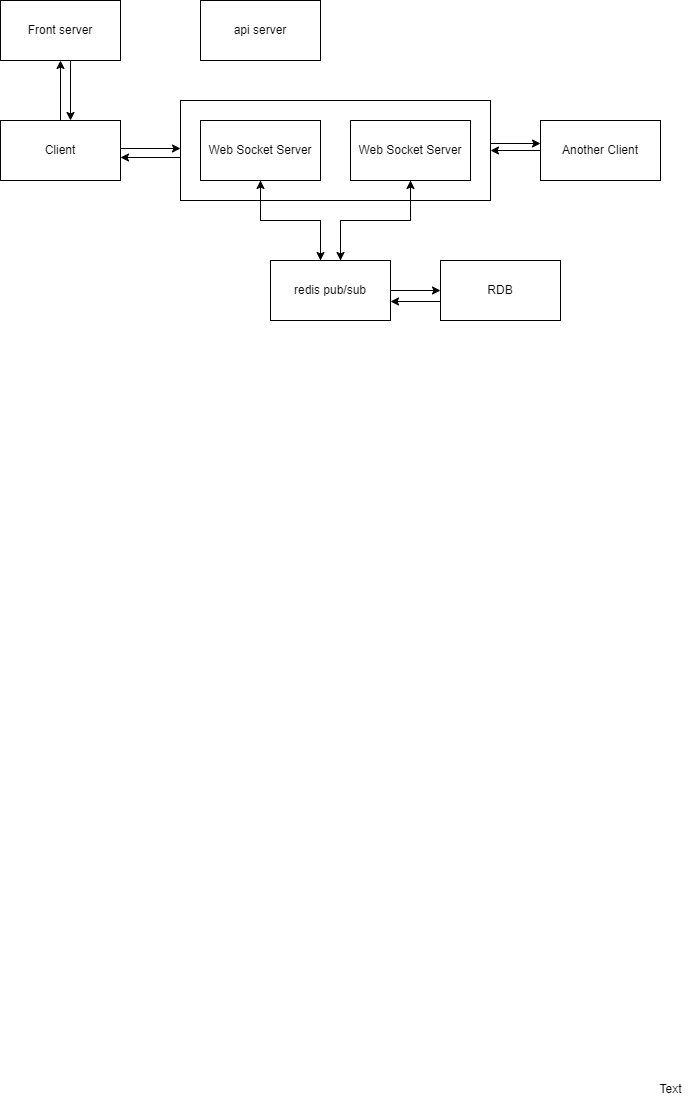 Front server
api server
Client
Web Socket Server
Web Socket Server
Another Client
redis pub/sub
RDB
Text